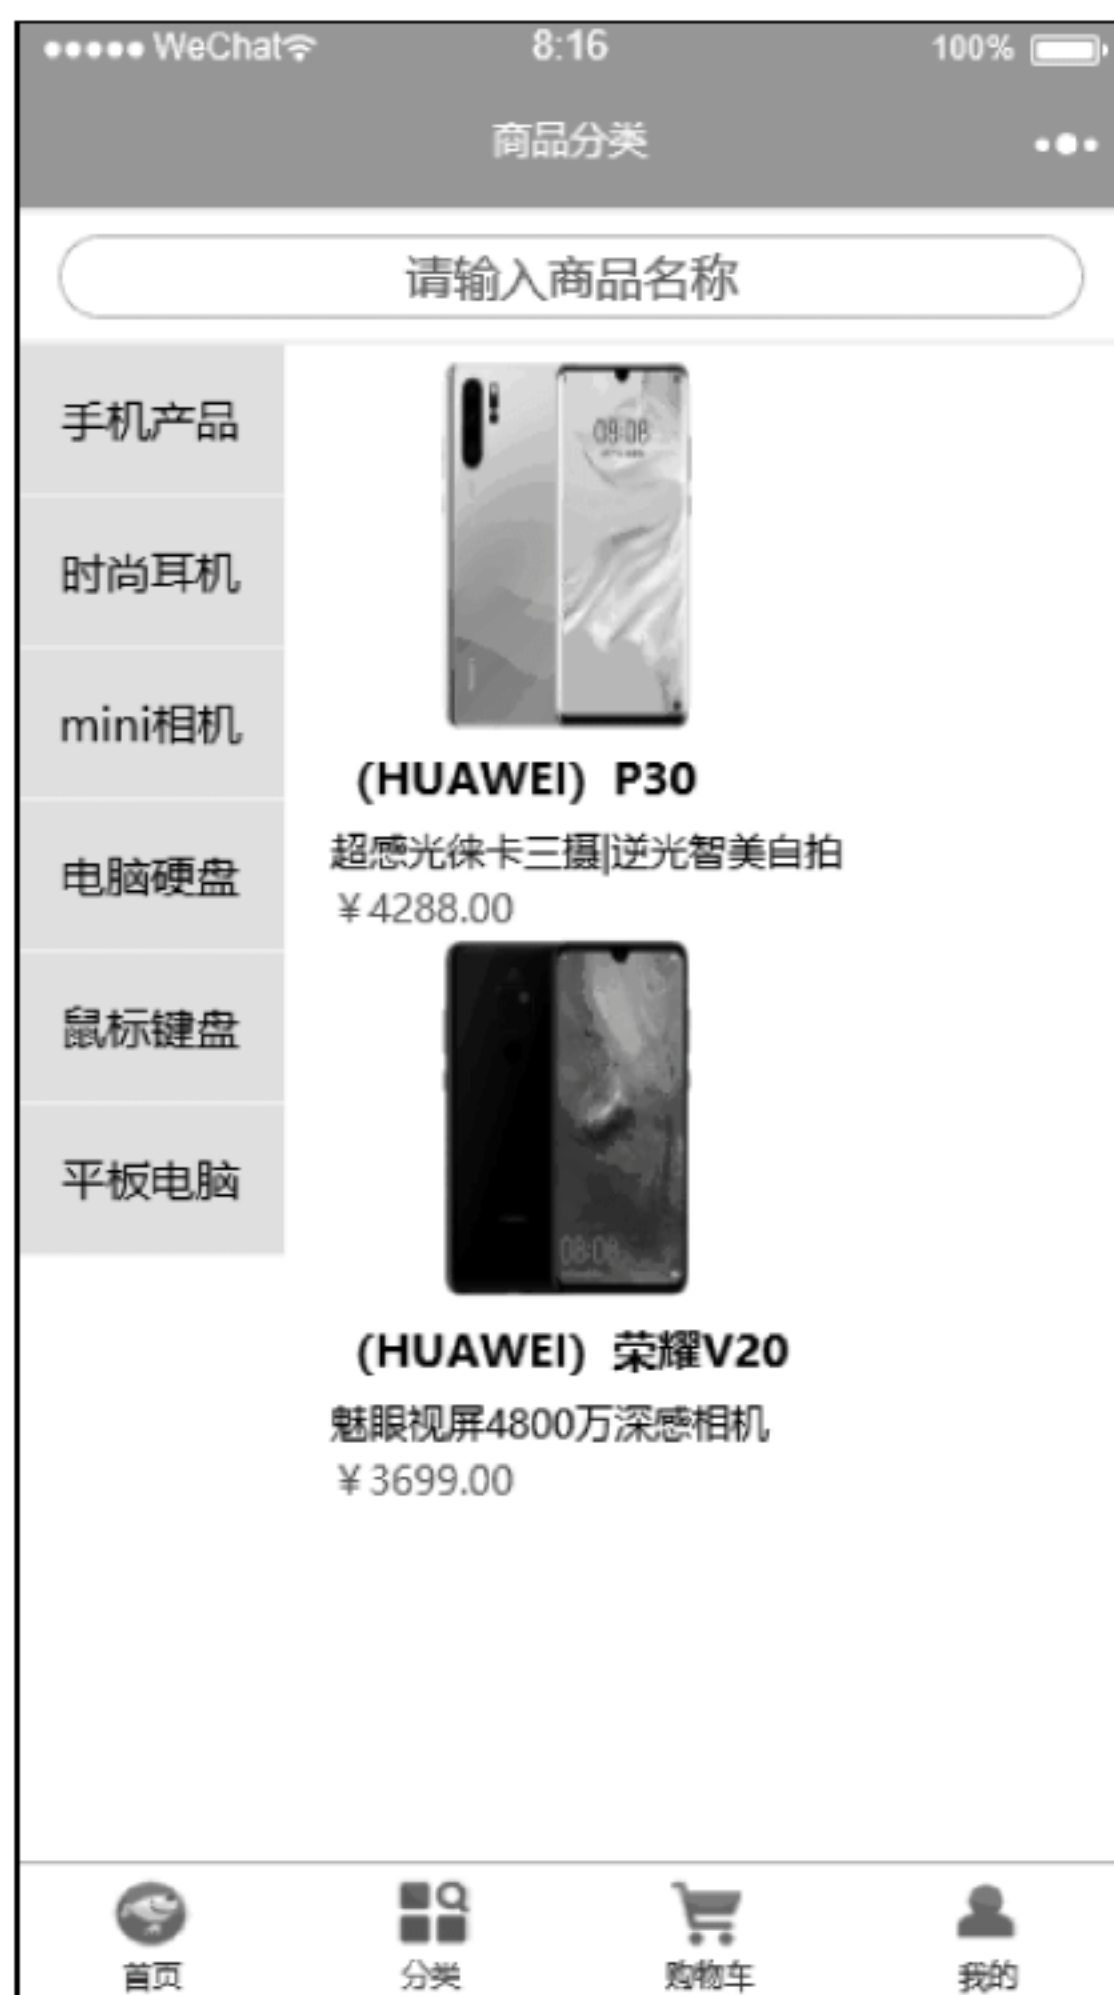 WeChat 8:16 100%
商品分类
请输入商品名称
手机产品
时尚耳机
mini相机
电脑硬盘
鼠标键盘
平板电脑
09:08
(HUAWEI) P30
超感光徕卡三摄|逆光智美自拍
¥4288.00
08:08
(HUAWEI) 荣耀V20
魅眼视屏4800万深感相机
¥3699.00
首页 分类 购物车 我的